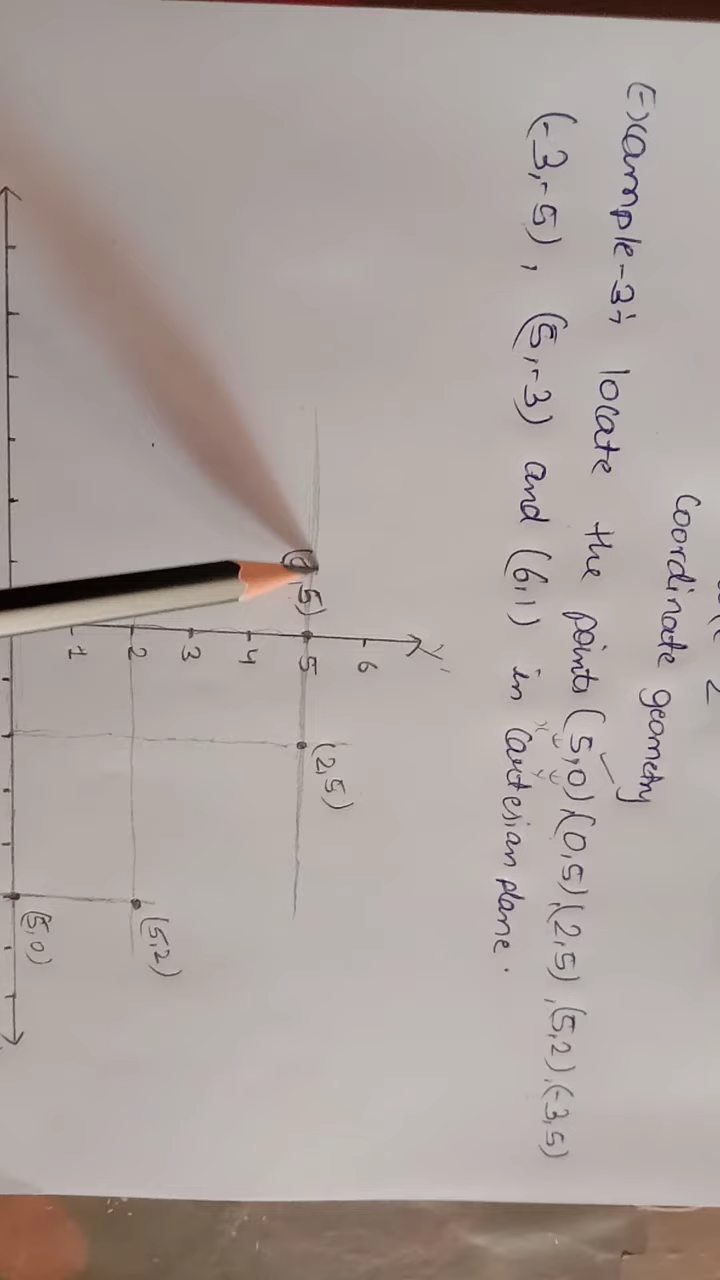 Coordinate geometry
Example-3; locate the points (5,0),(0,5),(2,5),(5,2),(-3,5)
(-3,-5), (5,-3) and (6,1) in cartesian plane.
x y
Y'
6
5
4
3
2
1
(2,5)
(5,2)
(5,0)